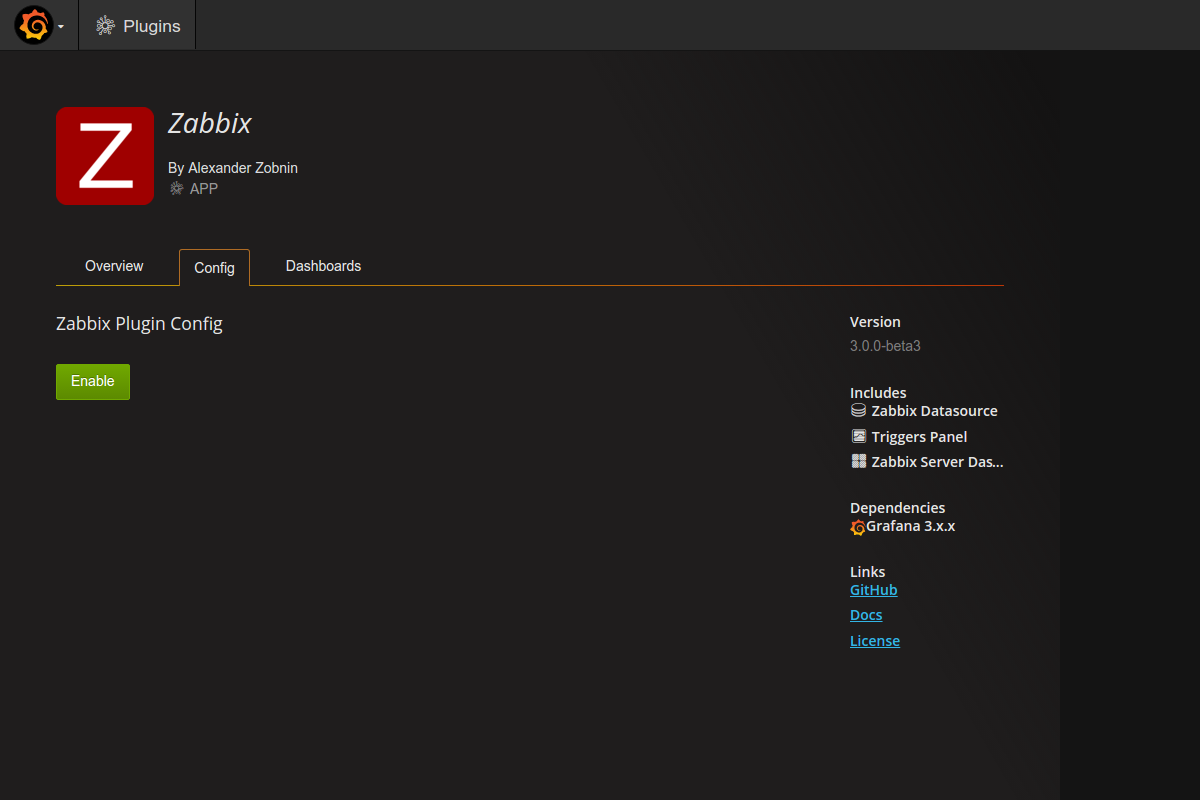 Plugins
Z
Zabbix
By Alexander Zobnin
APP
Overview
Config
Dashboards
Zabbix Plugin Config
Enable
Version
3.0.0-beta3
Includes
Zabbix Datasource
Triggers Panel
Zabbix Server Das...
Dependencies
Grafana 3.x.x
Links
GitHub
Docs
License